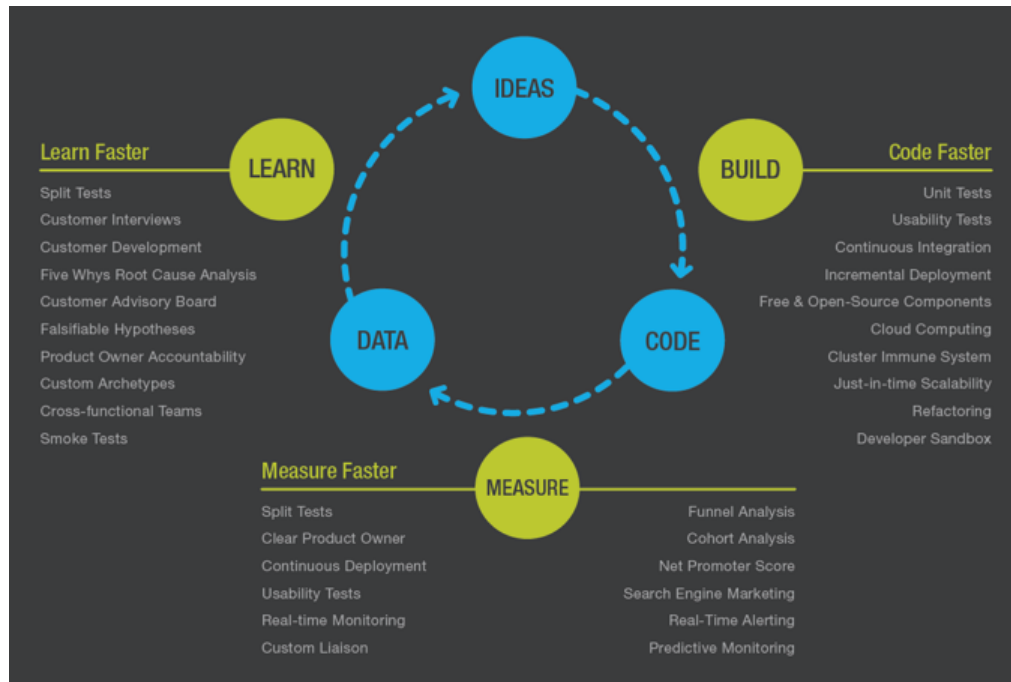 IDEAS
LEARN
BUILD
DATA
CODE
MEASURE
Learn Faster
Split Tests
Customer Interviews
Customer Development
Five Whys Root Cause Analysis
Customer Advisory Board
Falsifiable Hypotheses
Product Owner Accountability
Custom Archetypes
Cross-functional Teams
Smoke Tests
Code Faster
Unit Tests
Usability Tests
Continuous Integration
Incremental Deployment
Free & Open-Source Components
Cloud Computing
Cluster Immune System
Just-in-time Scalability
Refactoring
Developer Sandbox
Measure Faster
Split Tests
Clear Product Owner
Continuous Deployment
Usability Tests
Real-time Monitoring
Custom Liaison
Funnel Analysis
Cohort Analysis
Net Promoter Score
Search Engine Marketing
Real-Time Alerting
Predictive Monitoring